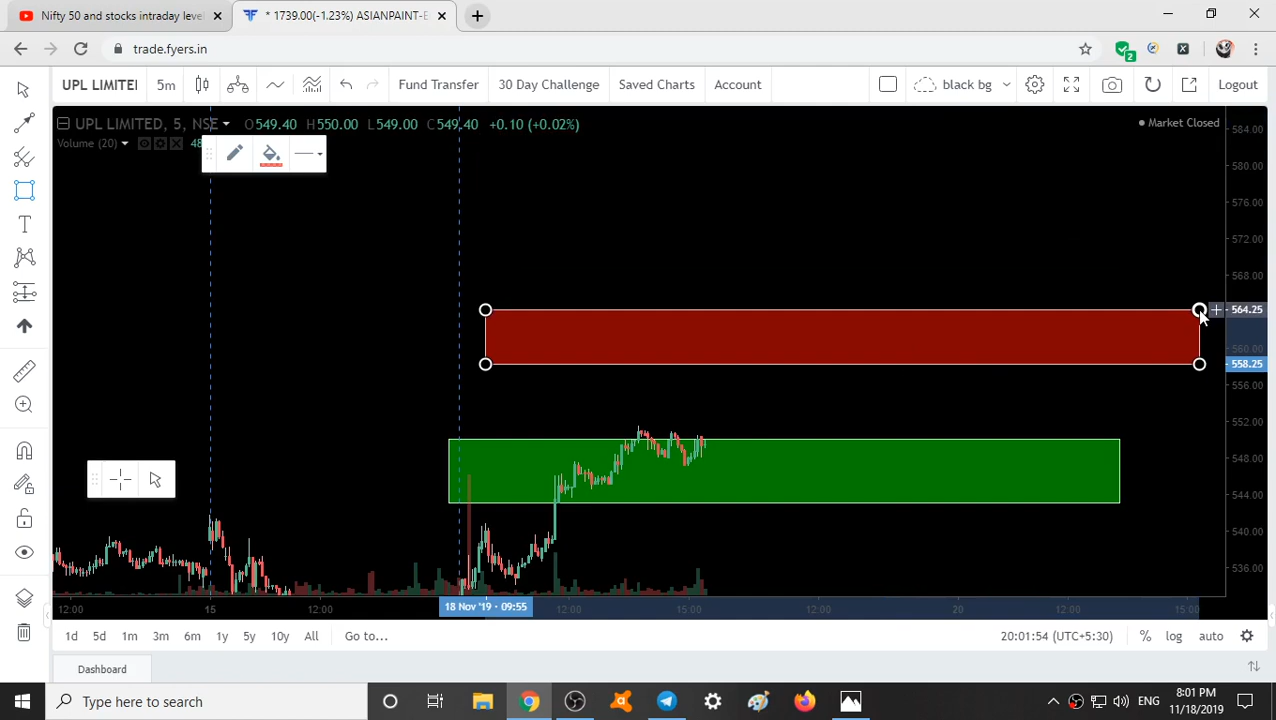 Nifty 50 and stocks intraday leve
* 1739.00(-1.23%) ASIANPAINT-E
trade.fyers.in
2
UPL LIMITED
5m
Fund Transfer
30 Day Challenge
Saved Charts
Account
black bg
Logout
UPL LIMITED, 5, NSE
O549.40 H550.00 L549.00 C549.40 +0.10 (+0.02%)
Market Closed
Volume (20)
48
584.00
580.00
576.00
572.00
568.00
564.25
560.00
558.25
556.00
552.00
548.00
544.00
540.00
536.00
12:00
15
12:00
18 Nov '19 - 09:55
12:00
15:00
12:00
20
12:00
15:00
1d 5d 1m 3m 6m 1y 5y 10y All Go to...
20:01:54 (UTC+5:30)
% log auto
Dashboard
Type here to search
ENG
8:01 PM
11/18/2019